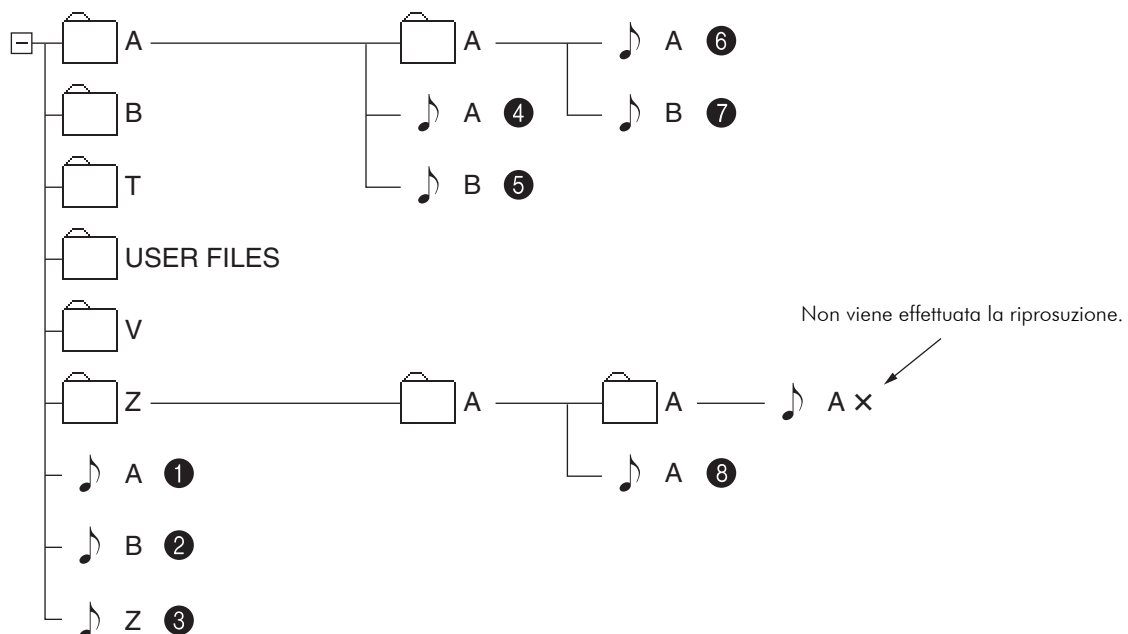 A A A 6
B A 4 B 7
T B 5
USER FILES
V Non viene effettuata la riprosuzione.
Z A A A ×
A 1 A 8
B 2
Z 3